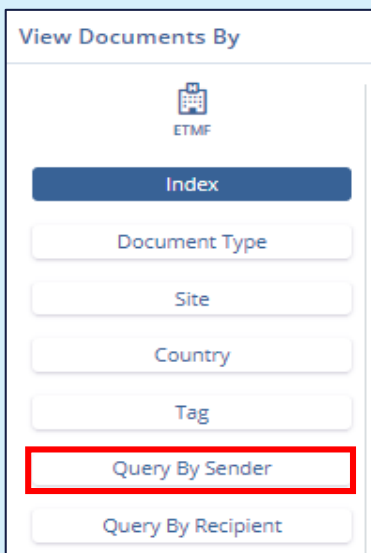 View Documents By
ETMF
Index
Document Type
Site
Country
Tag
Query By Sender
Query By Recipient